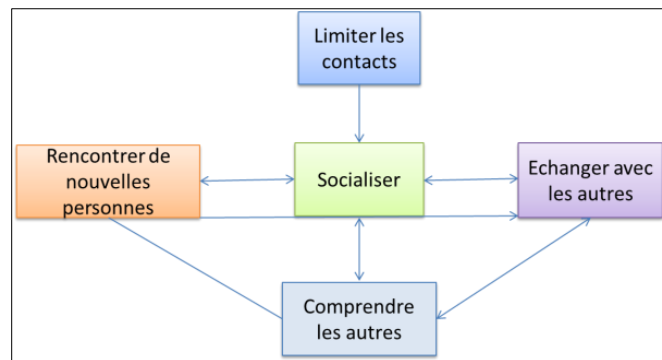 Limiter les
contacts
Rencontrer de
nouvelles
personnes
Socialiser
Echanger avec
les autres
Comprendre
les autres